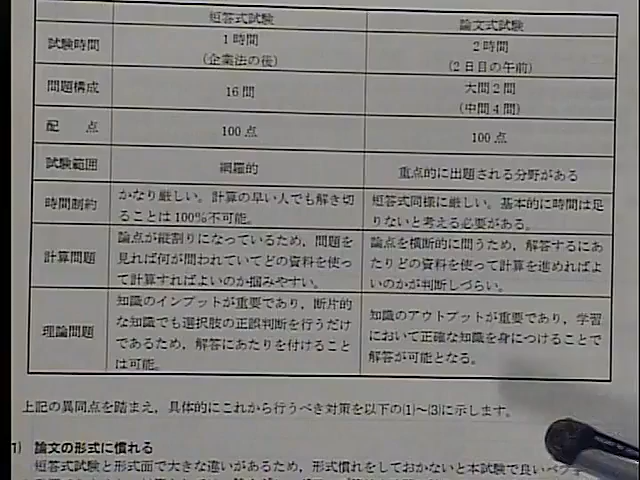 短答式試験 論文式試験
試験時間 1時間 2時間
(企業法の後) (2日目の午前)
問題構成 16問 大問2問
(中問4問)
配　点 100点 100点
試験範囲 網羅的 重点的に出題される分野がある
時間制約 かなり厳しい。計算の早い人でも解き切 短答式同様に厳しい。基本的に時間は足
ることは100%不可能。 りないと考える必要がある。
計算問題 論点が縦割りになっているため，問題を 論点を横断的に問うため，解答するにあ
見れば何が問われていてどの資料を使っ たりどの資料を使って計算を進めればよ
て計算すればよいのか掴みやすい。 いのかが判断しづらい。
理論問題 知識のインプットが重要であり，断片的 知識のアウトプットが重要であり，学習
な知識でも選択肢の正誤判断を行うだけ において正確な知識を身につけることで
であるため，解答にあたりを付けること 解答が可能となる。
は可能。
上記の異同点を踏まえ，具体的にこれから行うべき対策を以下の(1)～(3)に示します。
1) 論文の形式に慣れる
短答式試験と形式面で大きな違いがあるため，形式慣れをしておかないと本試験で良い